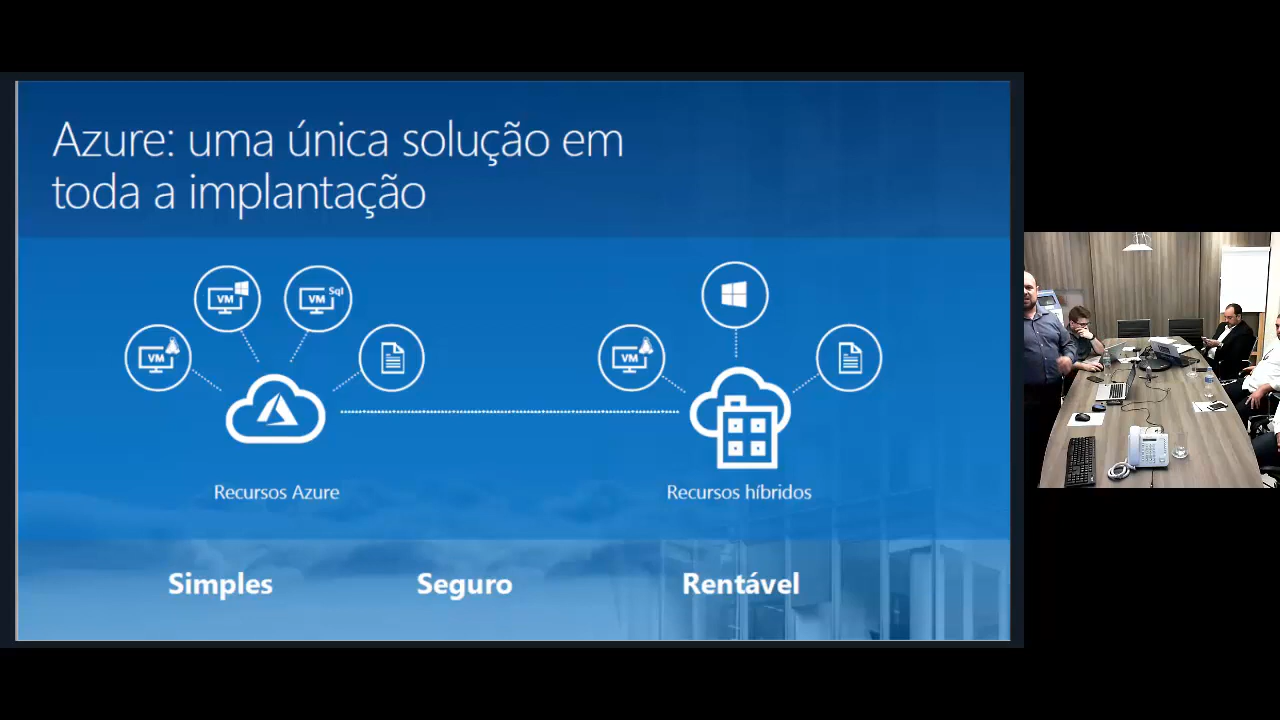 Azure: uma única solução em
toda a implantação
VM
VM
VM Sql
VM
Recursos Azure
Recursos híbridos
Simples
Seguro
Rentável